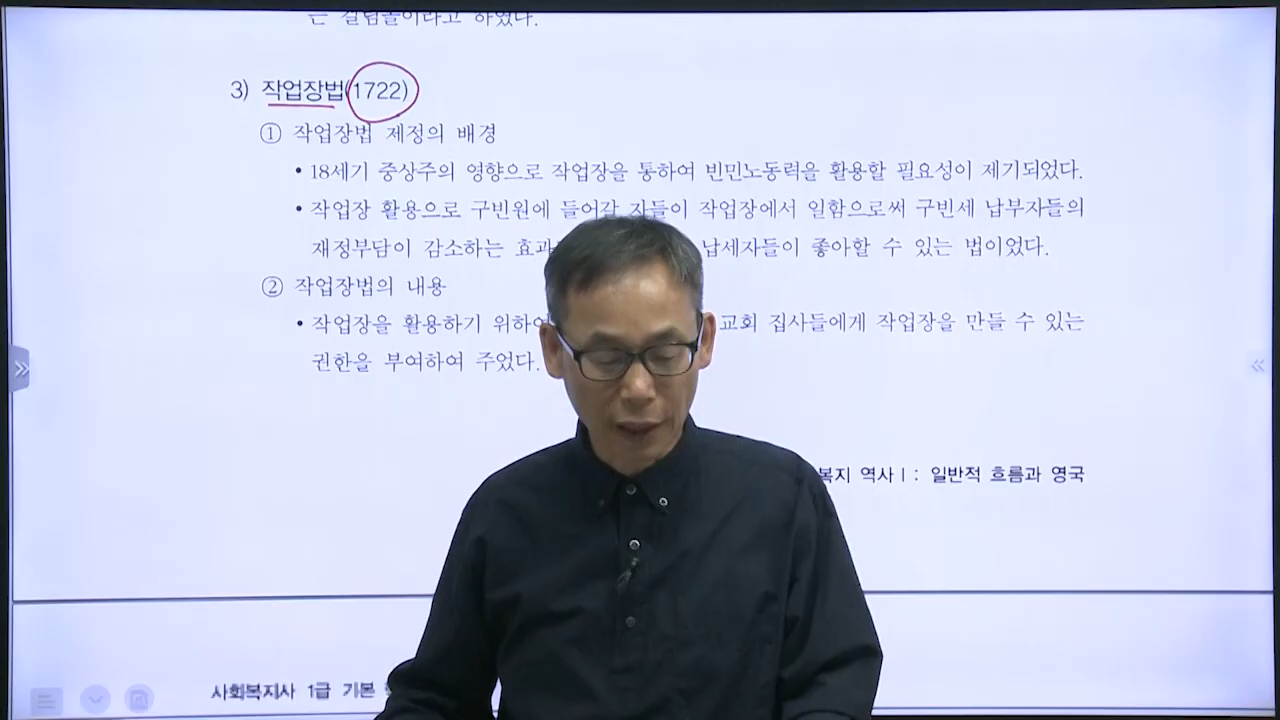 는 걸림돌이라고 하였다.
3) 작업장법(1722)
① 작업장법 제정의 배경
• 18세기 중상주의 영향으로 작업장을 통하여 빈민노동력을 활용할 필요성이 제기되었다.
• 작업장 활용으로 구빈원에 들어갈 자들이 작업장에서 일함으로써 구빈세 납부자들의
재정부담이 감소하는 효과 납세자들이 좋아할 수 있는 법이었다.
② 작업장법의 내용
• 작업장을 활용하기 위하여 교회 집사들에게 작업장을 만들 수 있는
권한을 부여하여 주었다.
복지 역사 I : 일반적 흐름과 영국
사회복지사 1급 기본